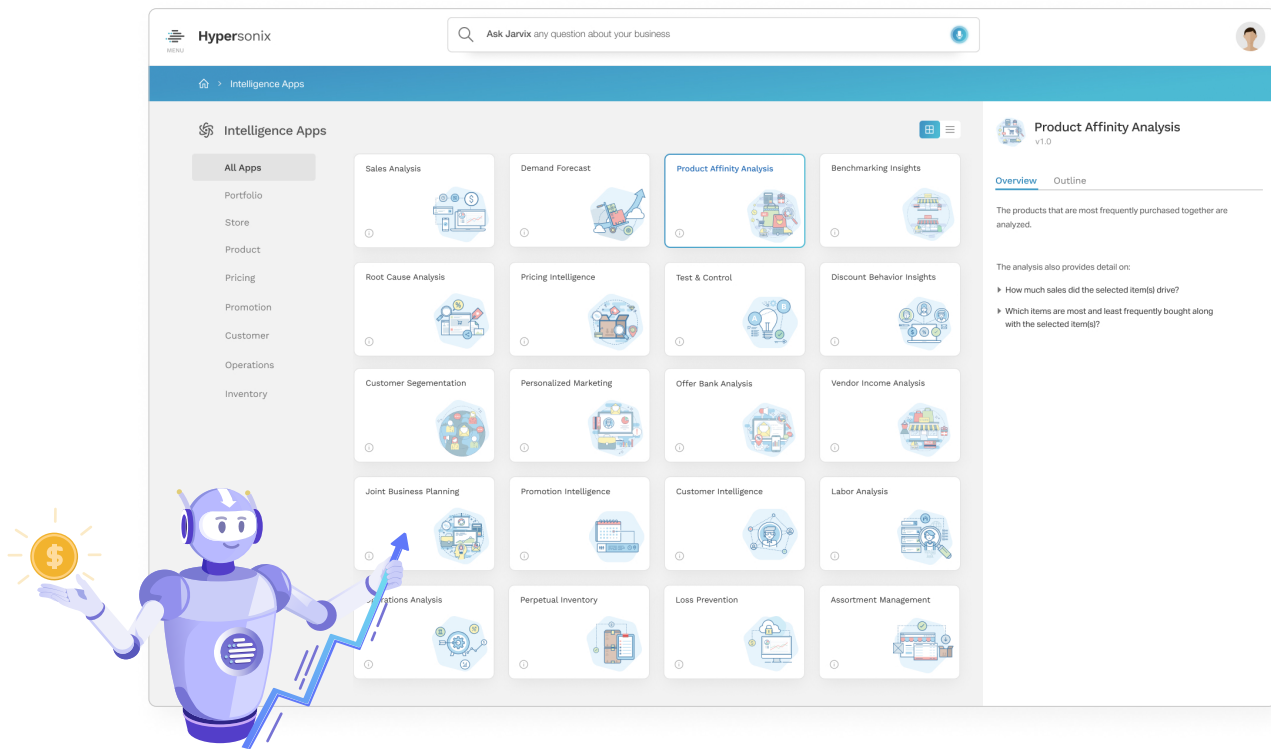 Hypersonix
MENU
Ask Jarvix any question about your business
Intelligence Apps
Intelligence Apps
All Apps
Portfolio
Store
Product
Pricing
Promotion
Customer
Operations
Inventory
Sales Analysis
Demand Forecast
Product Affinity Analysis
Benchmarking Insights
Root Cause Analysis
Pricing Intelligence
Test & Control
Discount Behavior Insights
Customer Segementation
Personalized Marketing
Offer Bank Analysis
Vendor Income Analysis
Joint Business Planning
Promotion Intelligence
Customer Intelligence
Labor Analysis
Operations Analysis
Perpetual Inventory
Loss Prevention
Assortment Management
Product Affinity Analysis
v1.0
Overview Outline
The products that are most frequently purchased together are
analyzed.
The analysis also provides detail on:
How much sales did the selected item(s) drive?
Which items are most and least frequently bought along
with the selected item(s)?